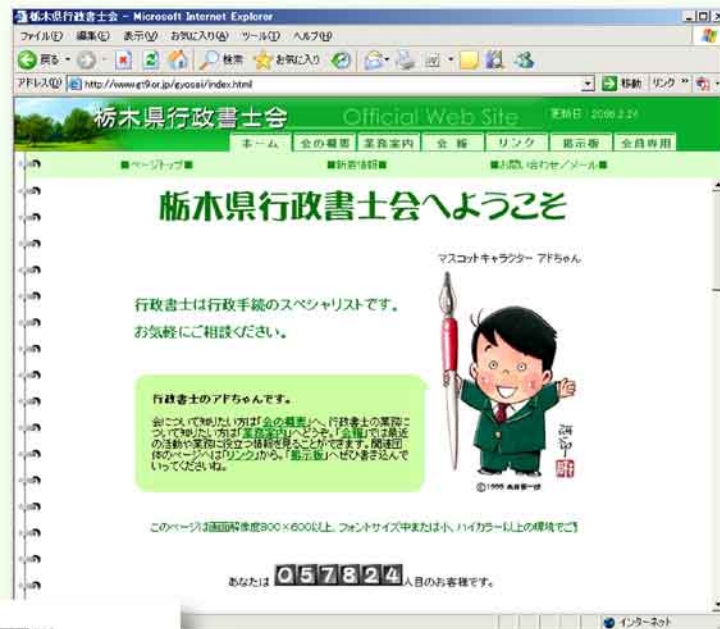 栃木県行政書士会 - Microsoft Internet Explorer
ファイル(F) 編集(E) 表示(V) お気に入り(A) ツール(T) ヘルプ(H)
戻る 検索 お気に入り
アドレス(D) http://www.gt9.or.jp/gyosei/index.html 移動 リンク »
栃木県行政書士会 Official Web Site 更新日：2006.2.24
ホーム 会の概要 業務案内 会 報 リンク 掲示板 会員専用
■ページトップ■ ■新着情報■ ■お問い合わせ／メール■
栃木県行政書士会へようこそ
マスコットキャラクター アドちゃん
行政書士は行政手続のスペシャリストです。
お気軽にご相談ください。
行政書士のアドちゃんです。
会について知りたい方は「会の概要」へ、行政書士の業務に
ついて知りたい方は「業務案内」へどうぞ。「会報」では最近
の活動や業務に役立つ情報を見ることができます。関連団
体のページへは「リンク」から。「掲示板」へぜひ書き込んで
いってくださいね。
このページは画面解像度800×600以上、フォントサイズ中または小、ハイカラー以上の環境でご
あなたは 057824 人目のお客様です。
インターネット